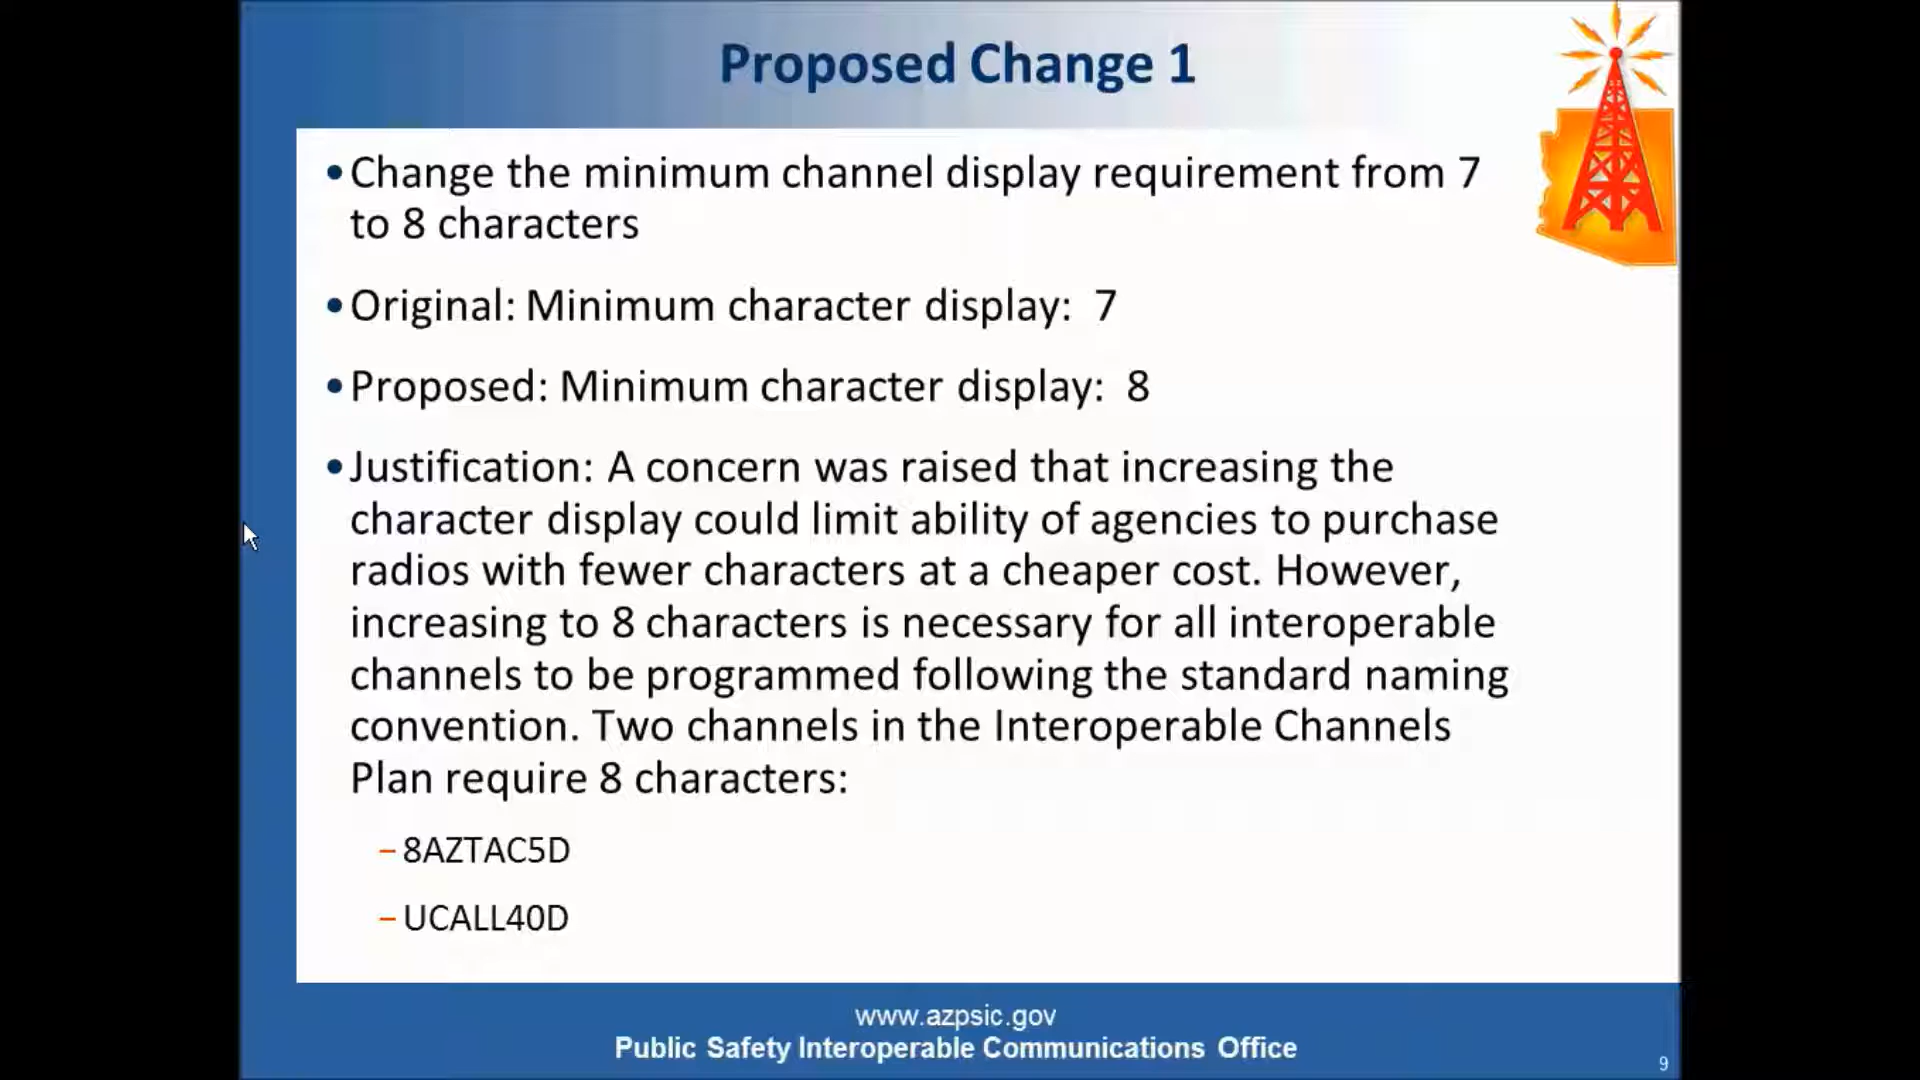 Proposed Change 1
•Change the minimum channel display requirement from 7
to 8 characters
•Original: Minimum character display:  7
•Proposed: Minimum character display:  8
•Justification: A concern was raised that increasing the
character display could limit ability of agencies to purchase
radios with fewer characters at a cheaper cost. However,
increasing to 8 characters is necessary for all interoperable
channels to be programmed following the standard naming
convention. Two channels in the Interoperable Channels
Plan require 8 characters:
–8AZTAC5D
–UCALL40D
www.azpsic.gov
Public Safety Interoperable Communications Office
9